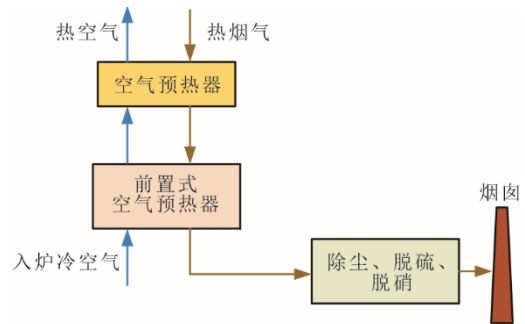 热空气
热烟气
空气预热器
前置式
空气预热器
烟囱
入炉冷空气
除尘、脱硫、
脱硝